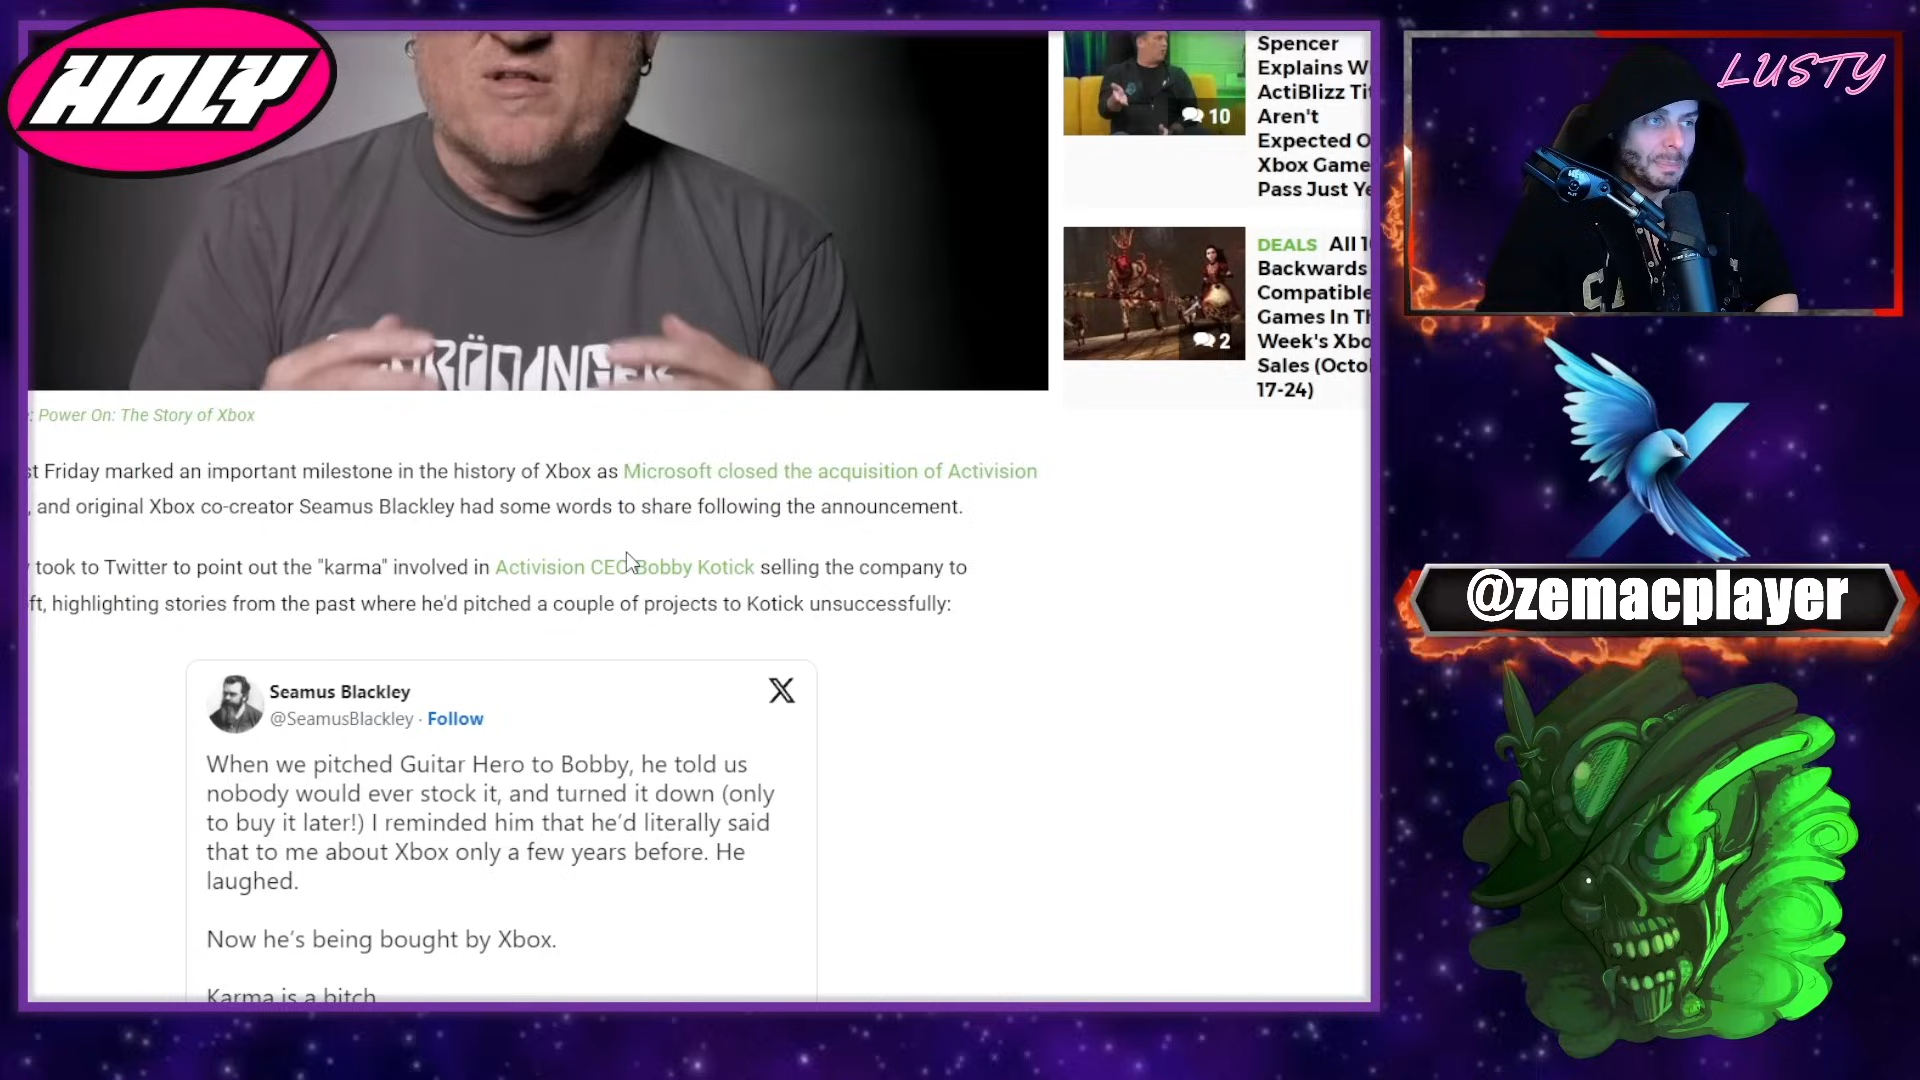 HOLY
Spencer
Explains W
ActiBlizz Ti
Aren't
Expected O
Xbox Game
Pass Just Ye
10
DEALS All 1
Backwards
Compatible
Games In Th
Week's Xbo
Sales (Octo
17-24)
2
: Power On: The Story of Xbox
st Friday marked an important milestone in the history of Xbox as Microsoft closed the acquisition of Activision
, and original Xbox co-creator Seamus Blackley had some words to share following the announcement.
took to Twitter to point out the "karma" involved in Activision CEO Bobby Kotick selling the company to
ft, highlighting stories from the past where he'd pitched a couple of projects to Kotick unsuccessfully:
Seamus Blackley
@SeamusBlackley · Follow
When we pitched Guitar Hero to Bobby, he told us
nobody would ever stock it, and turned it down (only
to buy it later!) I reminded him that he’d literally said
that to me about Xbox only a few years before. He
laughed.
Now he’s being bought by Xbox.
Karma is a bitch
LUSTY
@zemacplayer